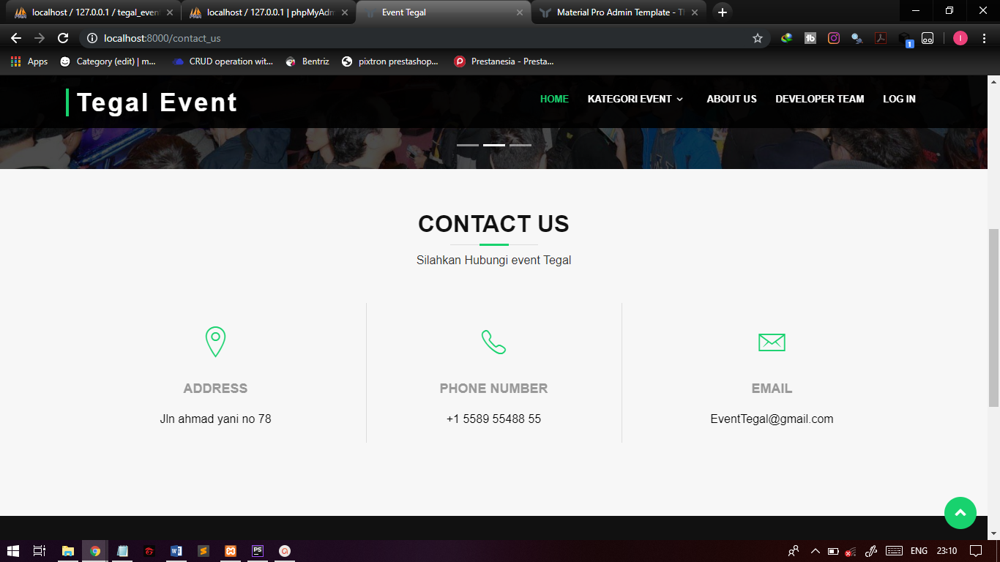 localhost / 127.0.0.1 / tegal_even
localhost / 127.0.0.1 | phpMyAdm
Event Tegal
Material Pro Admin Template - Th
localhost:8000/contact_us
Apps
Category (edit) | m...
CRUD operation wit...
Bentriz
pixtron prestashop...
Prestanesia - Presta...
Tegal Event
HOME
KATEGORI EVENT
ABOUT US
DEVELOPER TEAM
LOG IN
CONTACT US
Silahkan Hubungi event Tegal
ADDRESS
Jln ahmad yani no 78
PHONE NUMBER
+1 5589 55488 55
EMAIL
EventTegal@gmail.com
ENG
23:10